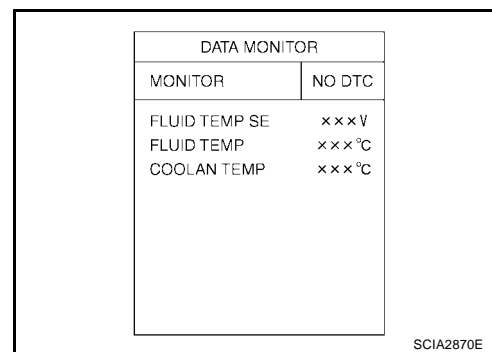 DATA MONITOR
MONITOR NO DTC
FLUID TEMP SE ×××V
FLUID TEMP ×××°C
COOLAN TEMP ×××°C
SCIA2870E